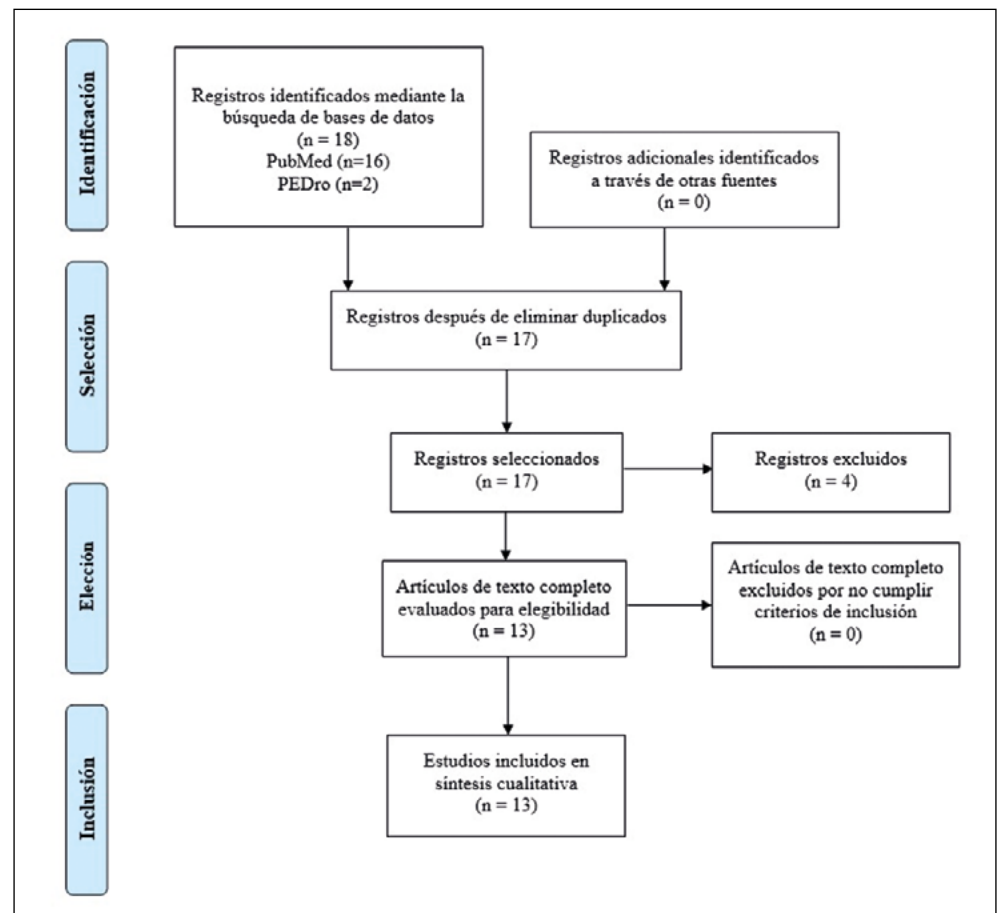 Identificación
Registros identificados mediante la
búsqueda de bases de datos
(n = 18)
PubMed (n=16)
PEDro (n=2)
Registros adicionales identificados
a través de otras fuentes
(n = 0)
Selección
Registros después de eliminar duplicados
(n = 17)
Registros seleccionados
(n = 17)
Registros excluidos
(n = 4)
Elección
Artículos de texto completo
evaluados para elegibilidad
(n = 13)
Artículos de texto completo
excluidos por no cumplir
criterios de inclusión
(n = 0)
Inclusión
Estudios incluidos en
síntesis cualitativa
(n = 13)